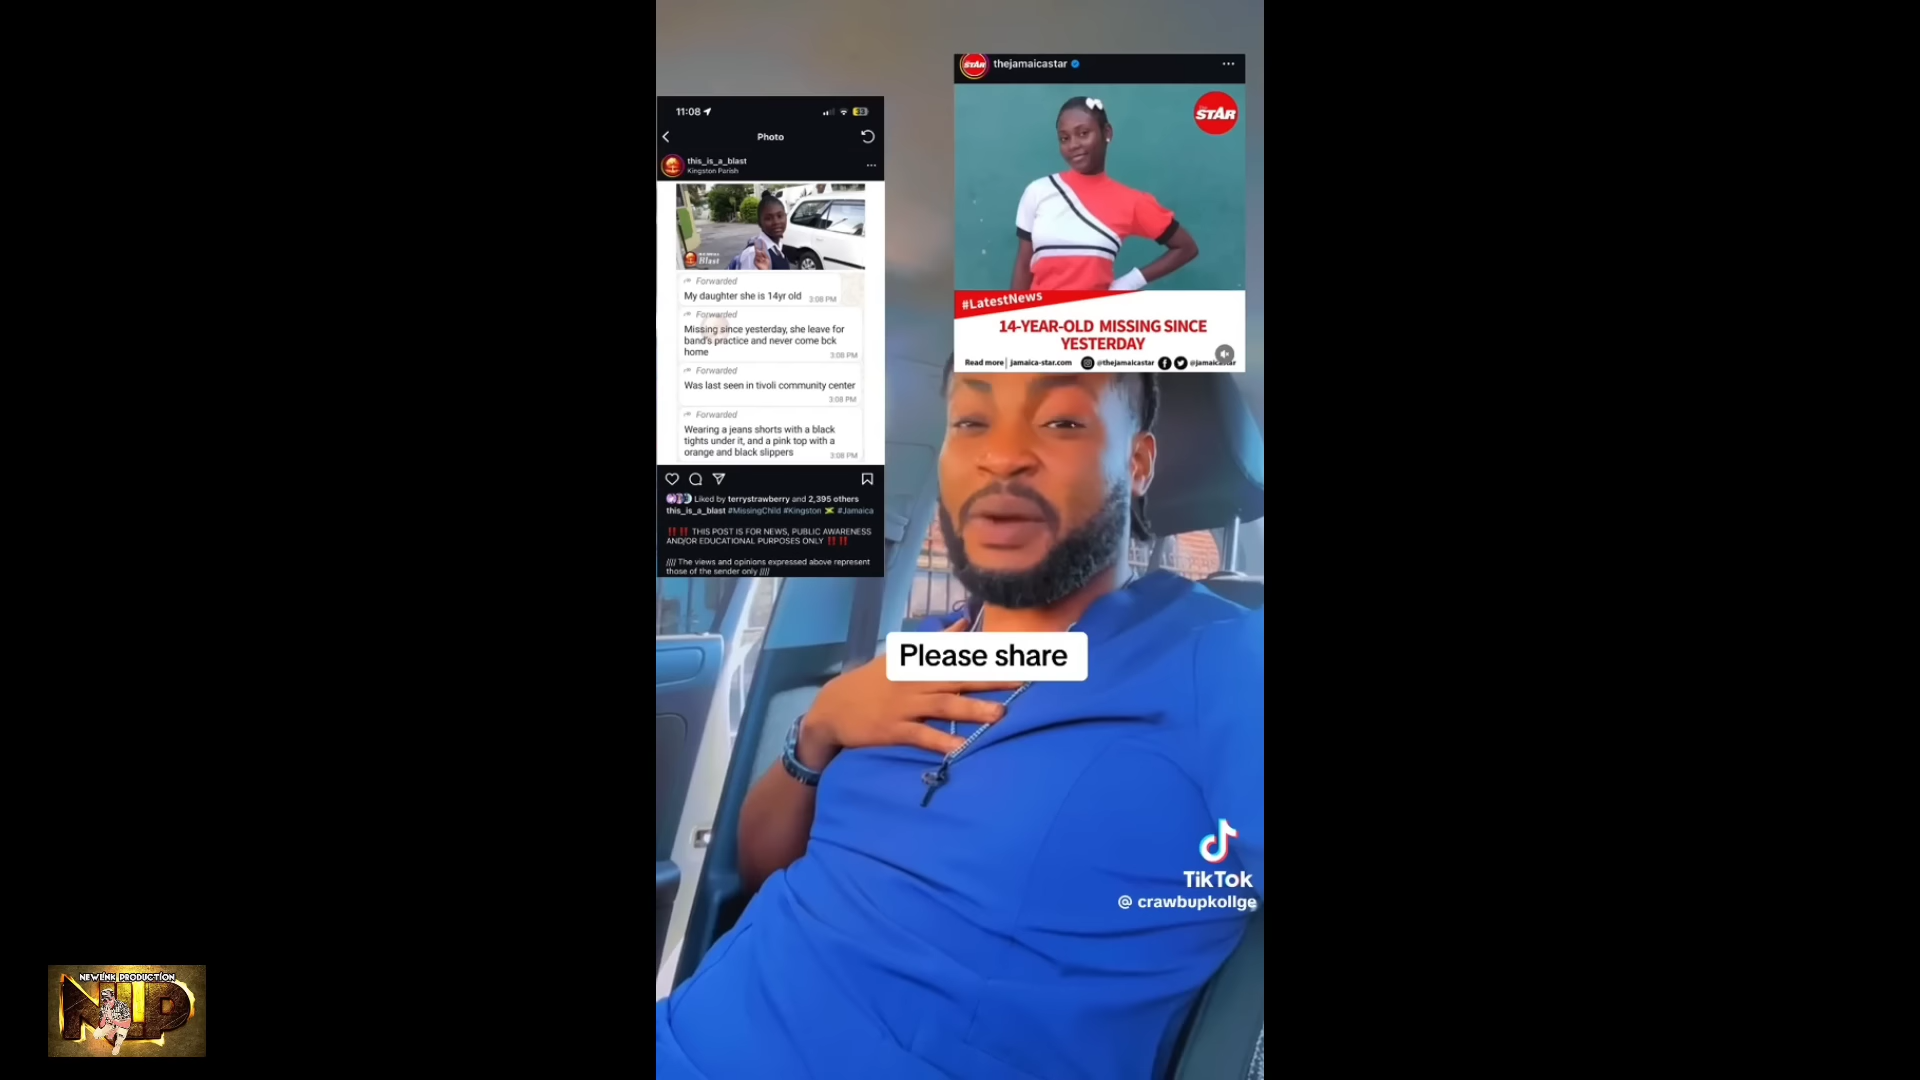 11:08
33
Photo
this_is_a_blast
Kingston Parish
Blast
Forwarded
My daughter she is 14yr old 3:08 PM
Forwarded
Missing since yesterday, she leave for
band's practice and never come bck
home 3:08 PM
Forwarded
Was last seen in tivoli community center
3:08 PM
Forwarded
Wearing a jeans shorts with a black
tights under it, and a pink top with a
orange and black slippers 3:08 PM
Liked by terrystrawberry and 2,395 others
this_is_a_blast #MissingChild #Kingston #Jamaica
‼️‼️ THIS POST IS FOR NEWS, PUBLIC AWARENESS
AND/OR EDUCATIONAL PURPOSES ONLY ‼️‼️
//// The views and opinions expressed above represent
those of the sender only ////
STAR
thejamaicastar
STAR
#LatestNews
14-YEAR-OLD MISSING SINCE
YESTERDAY
Read more | jamaica-star.com @thejamaicastar @jamaicastar
Please share
TikTok
@ crawbupkollge
NEWLNK PRODUCTION
NLP